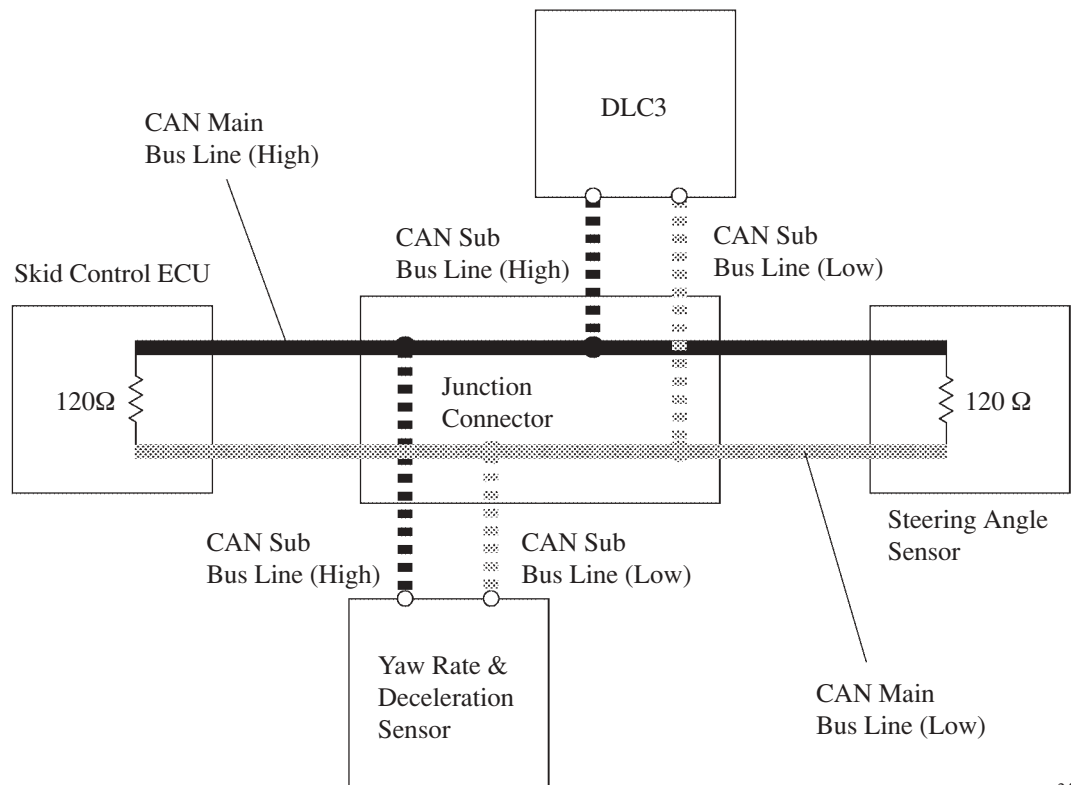 DLC3
CAN Main
Bus Line (High)
CAN Sub
Bus Line (High)
CAN Sub
Bus Line (Low)
Skid Control ECU
120Ω
Junction
Connector
120 Ω
Steering Angle
Sensor
CAN Sub
Bus Line (High)
CAN Sub
Bus Line (Low)
Yaw Rate &
Deceleration
Sensor
CAN Main
Bus Line (Low)